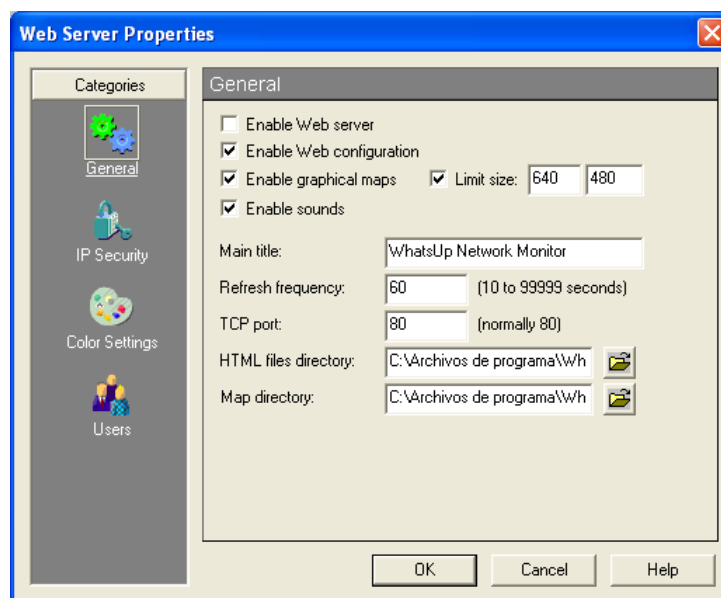 Web Server Properties
Categories
General
IP Security
Color Settings
Users
General
Enable Web server
Enable Web configuration
Enable graphical maps Limit size: 640 480
Enable sounds
Main title: WhatsUp Network Monitor
Refresh frequency: 60 (10 to 99999 seconds)
TCP port: 80 (normally 80)
HTML files directory: C:\Archivos de programa\Wh
Map directory: C:\Archivos de programa\Wh
OK Cancel Help